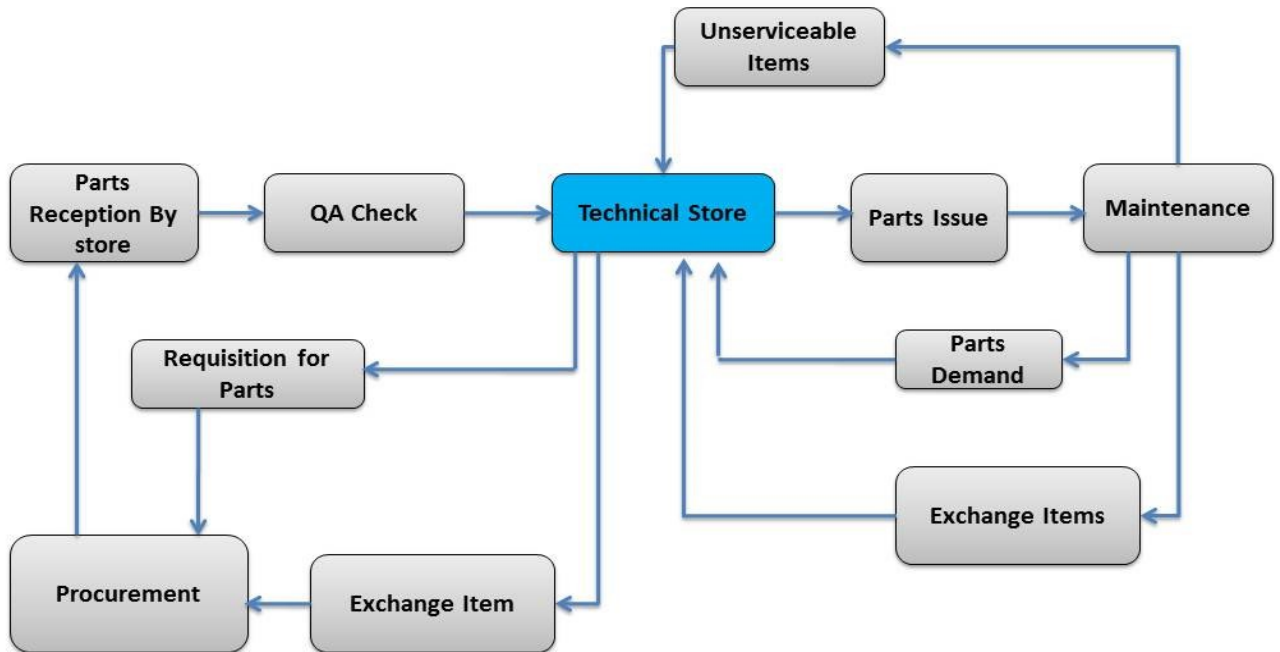 Unserviceable
Items
Parts
Reception By
store
QA Check
Technical Store
Parts Issue
Maintenance
Requisition for
Parts
Parts
Demand
Exchange Items
Procurement
Exchange Item